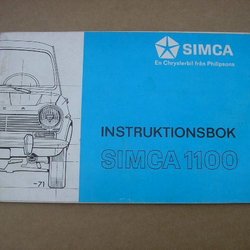 SIMCA
En Chryslerbil från Philipsons
INSTRUKTIONSBOK
SIMCA 1100
-71